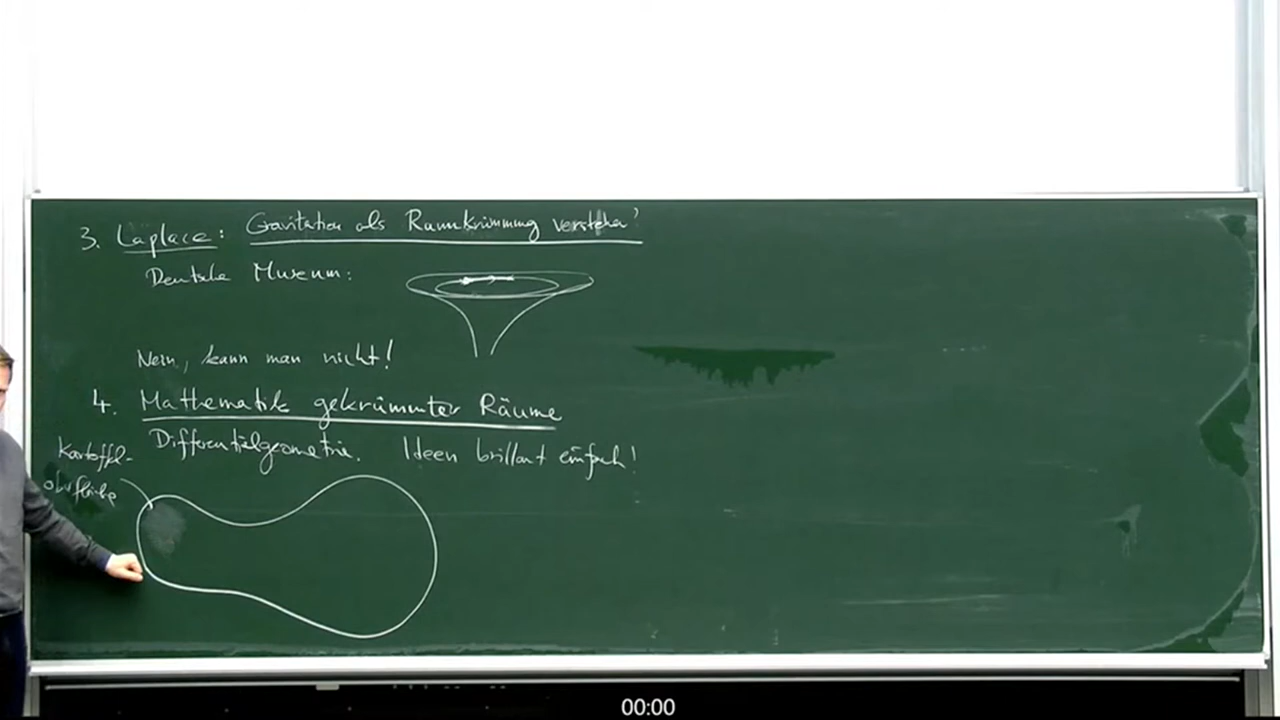 3. Laplace: Gravitation als Raumkrümmung verstehen?
Deutsche Museum:
Nein, kann man nicht!
4. Mathematik gekrümmter Räume
Differentialgeometrie. Ideen brillant einfach!
Kartoffel-
oberfläche
00:00